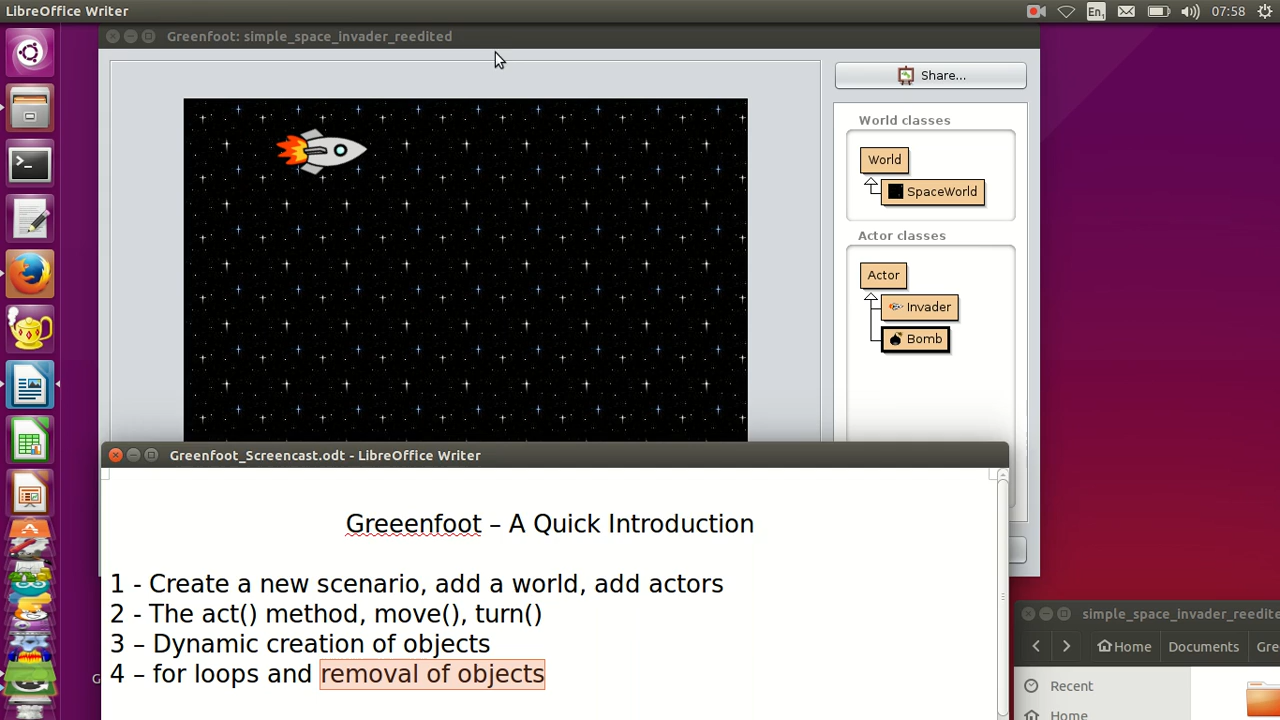 LibreOffice Writer
En1
07:58
Greenfoot: simple_space_invader_reedited
Share...
World classes
World
SpaceWorld
Actor classes
Actor
Invader
Bomb
Greenfoot_Screencast.odt - LibreOffice Writer
Greeenfoot – A Quick Introduction
1 - Create a new scenario, add a world, add actors
2 - The act() method, move(), turn()
3 – Dynamic creation of objects
4 – for loops and removal of objects
G
simple_space_invader_reedite
Home
Documents
Gre
Recent
Home